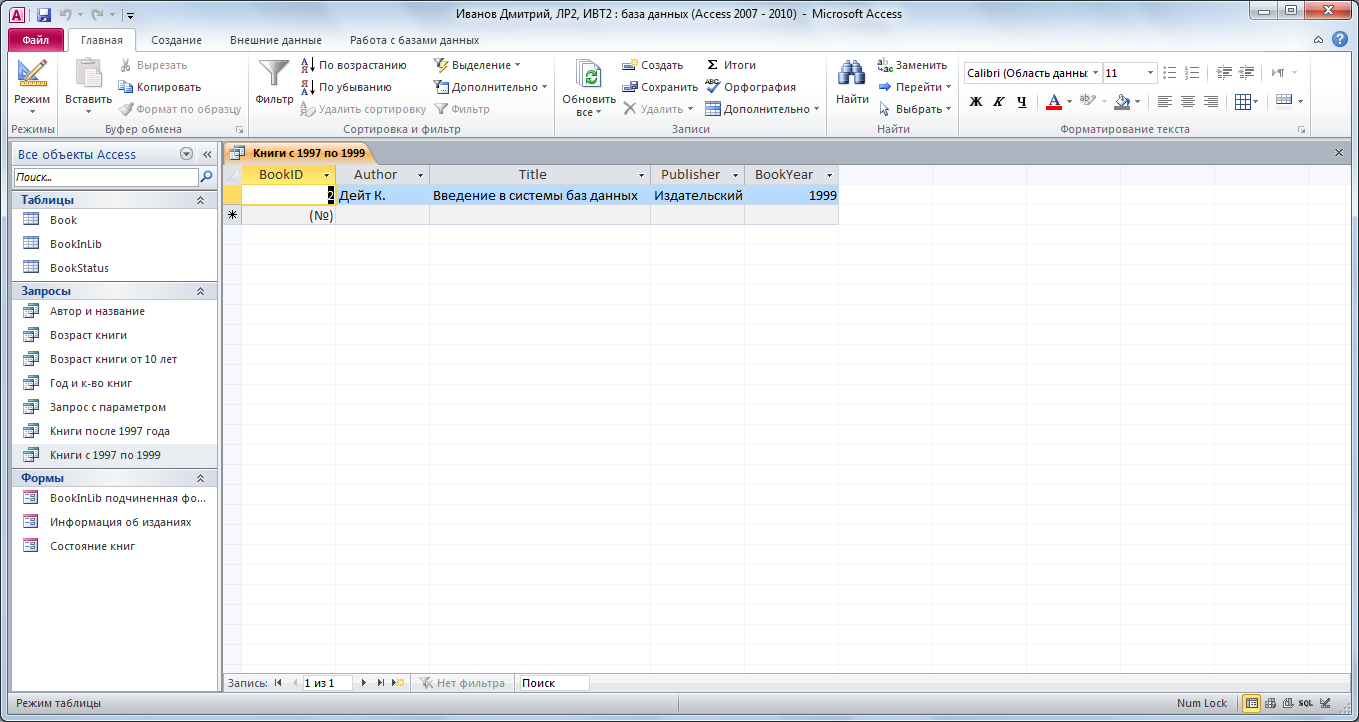 Иванов Дмитрий, ЛР2, ИВТ2 : база данных (Access 2007 - 2010) - Microsoft Access
Файл Главная Создание Внешние данные Работа с базами данных
Режим
Режимы
Вставить
Вырезать
Копировать
Формат по образцу
Буфер обмена
Фильтр
По возрастанию
По убыванию
Удалить сортировку
Выделение
Дополнительно
Фильтр
Сортировка и фильтр
Обновить
все
Создать
Сохранить
Удалить
Итоги
Орфография
Дополнительно
Записи
Найти
Заменить
Перейти
Выбрать
Найти
Calibri (Область данны: 11
Ж К Ч
Форматирование текста
Все объекты Access
Поиск...
Таблицы
Book
BookInLib
BookStatus
Запросы
Автор и название
Возраст книги
Возраст книги от 10 лет
Год и к-во книг
Запрос с параметром
Книги после 1997 года
Книги с 1997 по 1999
Формы
BookInLib подчиненная фо...
Информация об изданиях
Состояние книг
Книги с 1997 по 1999
BookID Author Title Publisher BookYear
2 Дейт К. Введение в системы баз данных Издательский 1999
(№)
Запись: 1 из 1 Нет фильтра Поиск
Режим таблицы Num Lock SQL